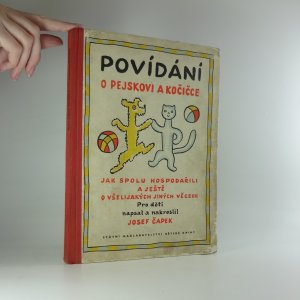 POVÍDÁNÍ
O PEJSKOVI A KOČIČCE
JAK SPOLU HOSPODAŘILI
A JEŠTĚ
O VŠELIJAKÝCH JINÝCH VĚCECH
Pro děti
napsal a nakreslil
JOSEF ČAPEK
STÁTNÍ NAKLADATELSTVÍ DĚTSKÉ KNIHY